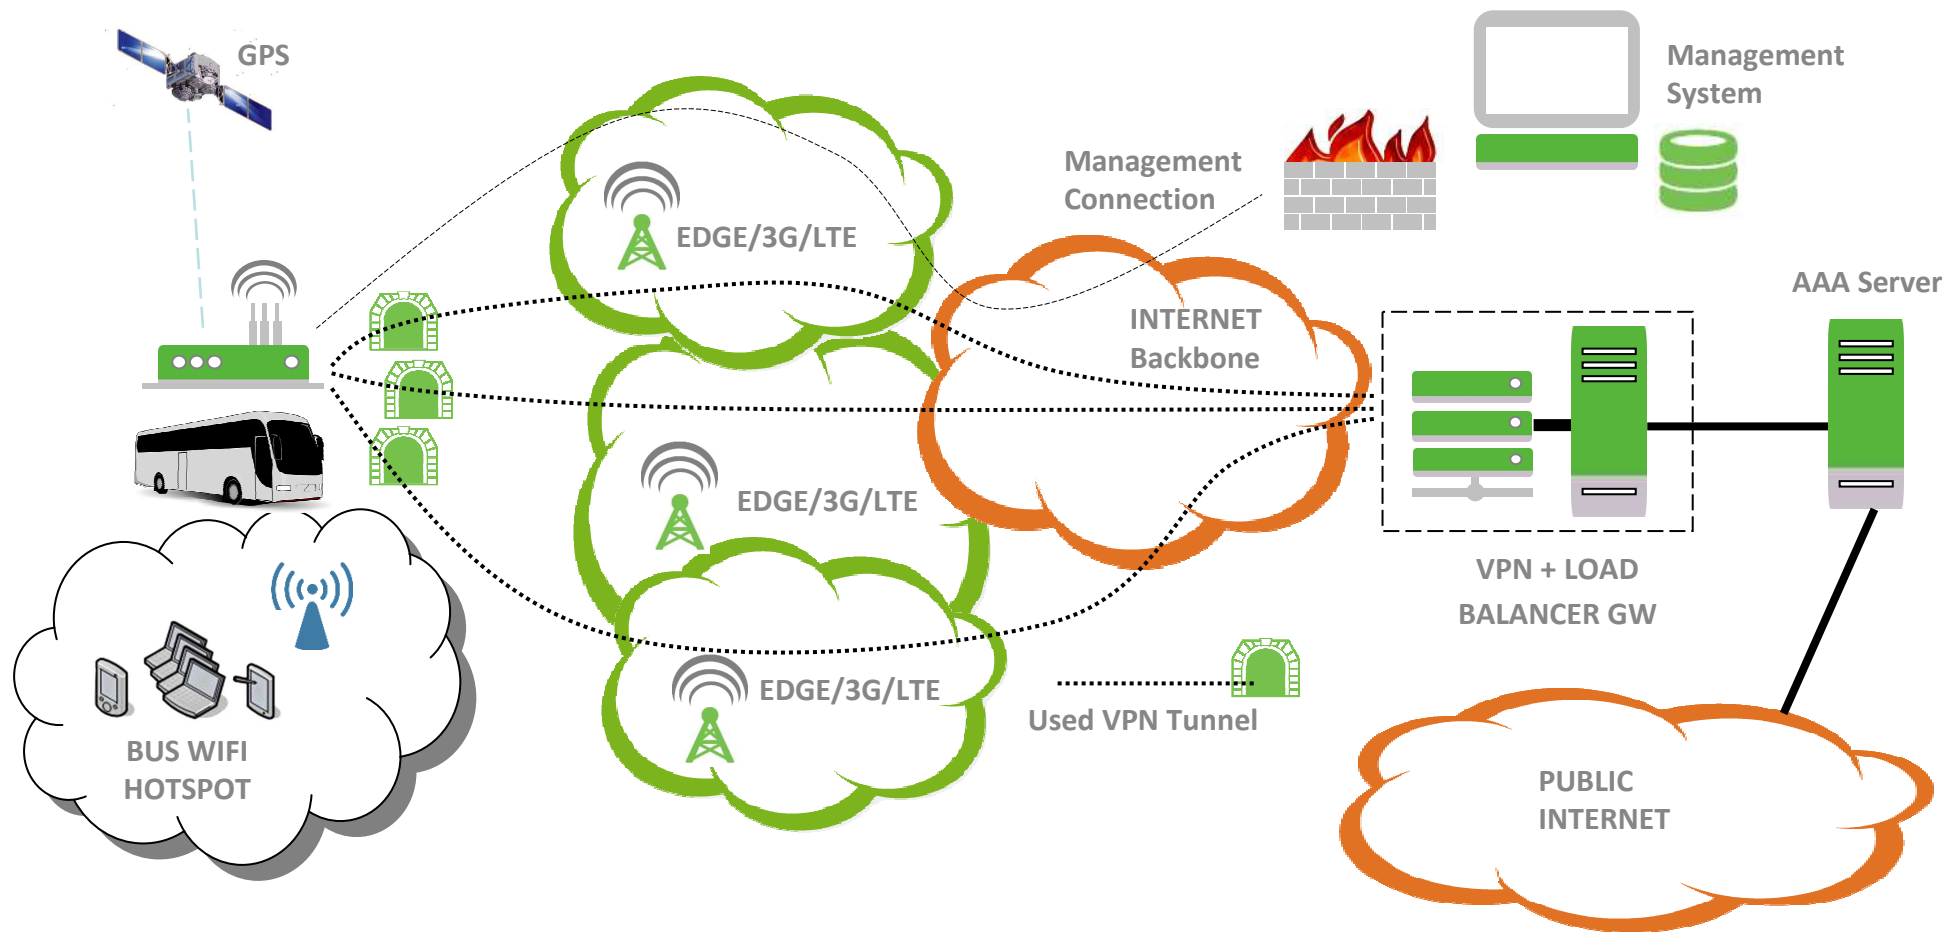 GPS
Management
System
Management
Connection
EDGE/3G/LTE
AAA Server
INTERNET
Backbone
EDGE/3G/LTE
VPN + LOAD
BALANCER GW
EDGE/3G/LTE
Used VPN Tunnel
BUS WIFI
HOTSPOT
PUBLIC
INTERNET